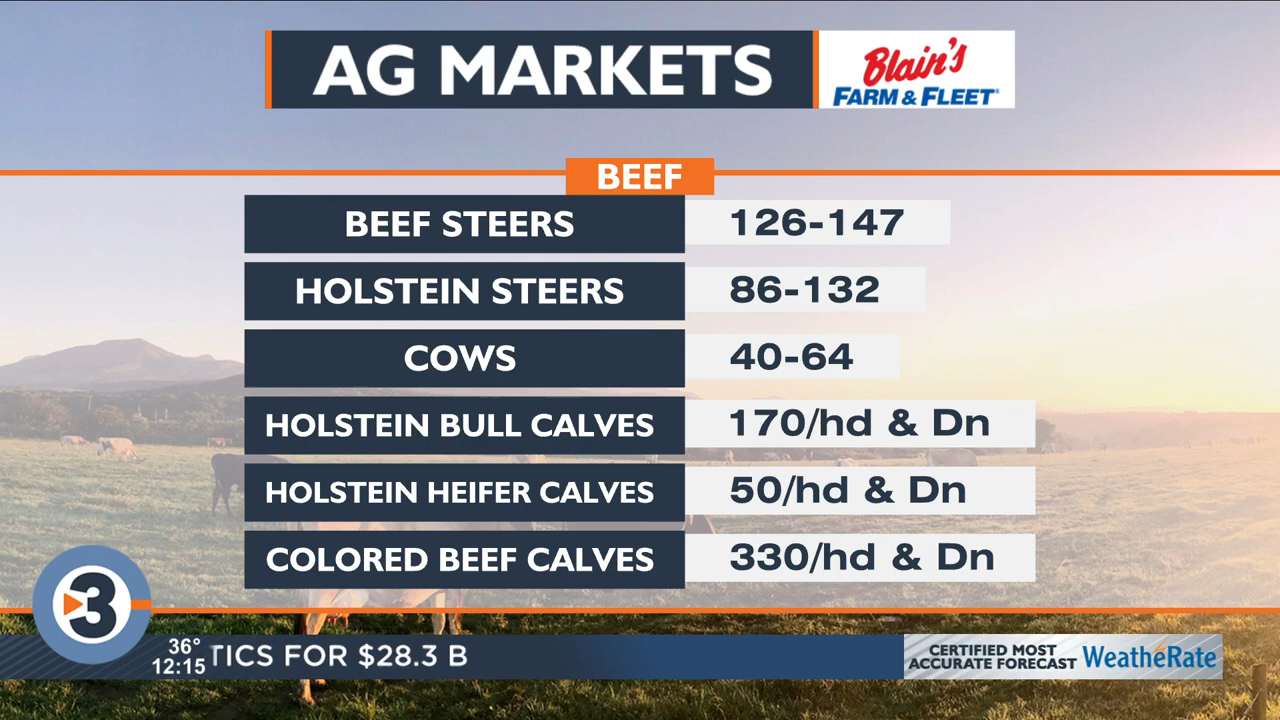 AG MARKETS
Blain's
FARM & FLEET
BEEF
BEEF STEERS 126-147
HOLSTEIN STEERS 86-132
COWS 40-64
HOLSTEIN BULL CALVES 170/hd & Dn
HOLSTEIN HEIFER CALVES 50/hd & Dn
COLORED BEEF CALVES 330/hd & Dn
3
36°
12:15
TICS FOR $28.3 B
CERTIFIED MOST
ACCURATE FORECAST
WeatheRate